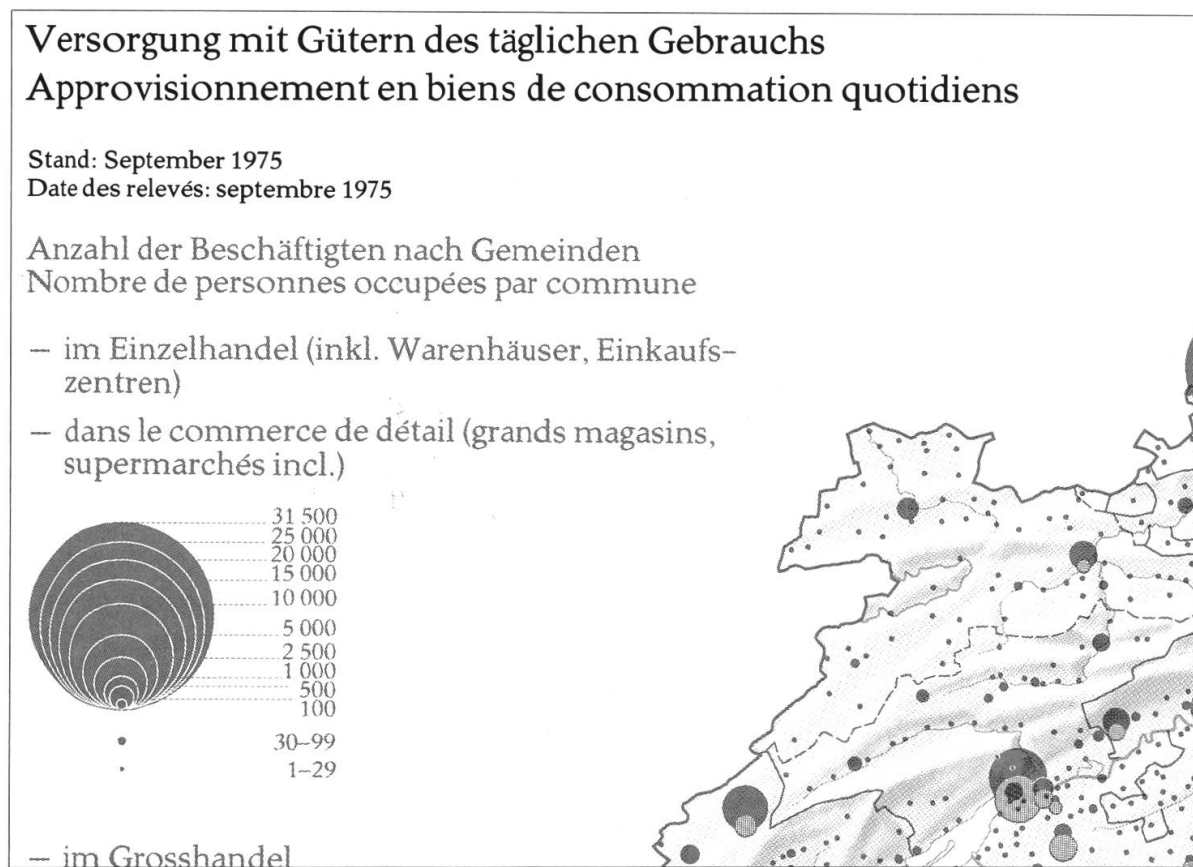 Versorgung mit Gütern des täglichen Gebrauchs
Approvisionnement en biens de consommation quotidiens
Stand: September 1975
Date des relevés: septembre 1975
Anzahl der Beschäftigten nach Gemeinden
Nombre de personnes occupées par commune
– im Einzelhandel (inkl. Warenhäuser, Einkaufs-
zentren)
– dans le commerce de détail (grands magasins,
supermarchés incl.)
31 500
25 000
20 000
15 000
10 000
5 000
2 500
1 000
500
100
30–99
1–29
– im Grosshandel